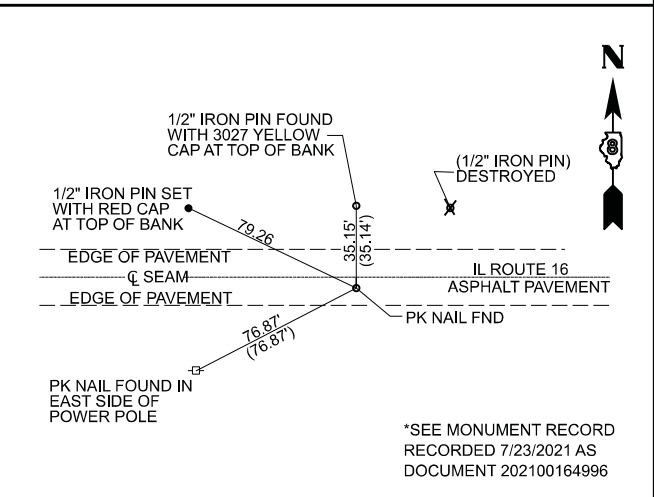 N
8
1/2" IRON PIN FOUND
WITH 3027 YELLOW
CAP AT TOP OF BANK
(1/2" IRON PIN)
DESTROYED
1/2" IRON PIN SET
WITH RED CAP
AT TOP OF BANK
79.26
35.15'
(35.14')
EDGE OF PAVEMENT
℄ SEAM
EDGE OF PAVEMENT
IL ROUTE 16
ASPHALT PAVEMENT
PK NAIL FND
76.87'
(76.87')
PK NAIL FOUND IN
EAST SIDE OF
POWER POLE
*SEE MONUMENT RECORD
RECORDED 7/23/2021 AS
DOCUMENT 202100164996